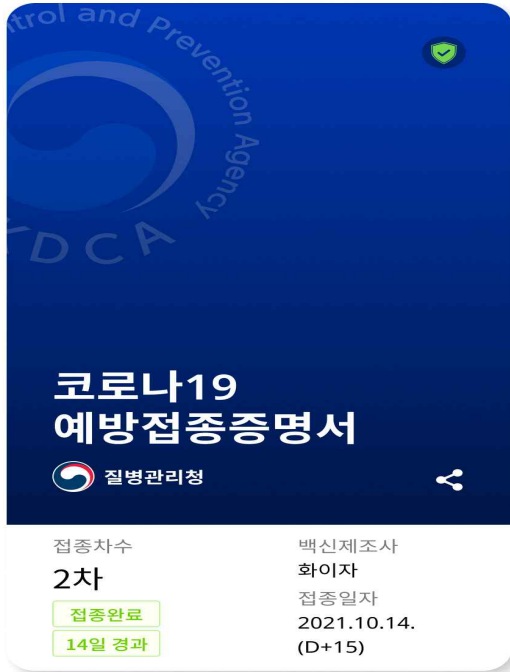 trol and Prevention Agency
KDCA
코로나19
예방접종증명서
질병관리청
접종차수
2차
접종완료
14일 경과
백신제조사
화이자
접종일자
2021.10.14.
(D+15)